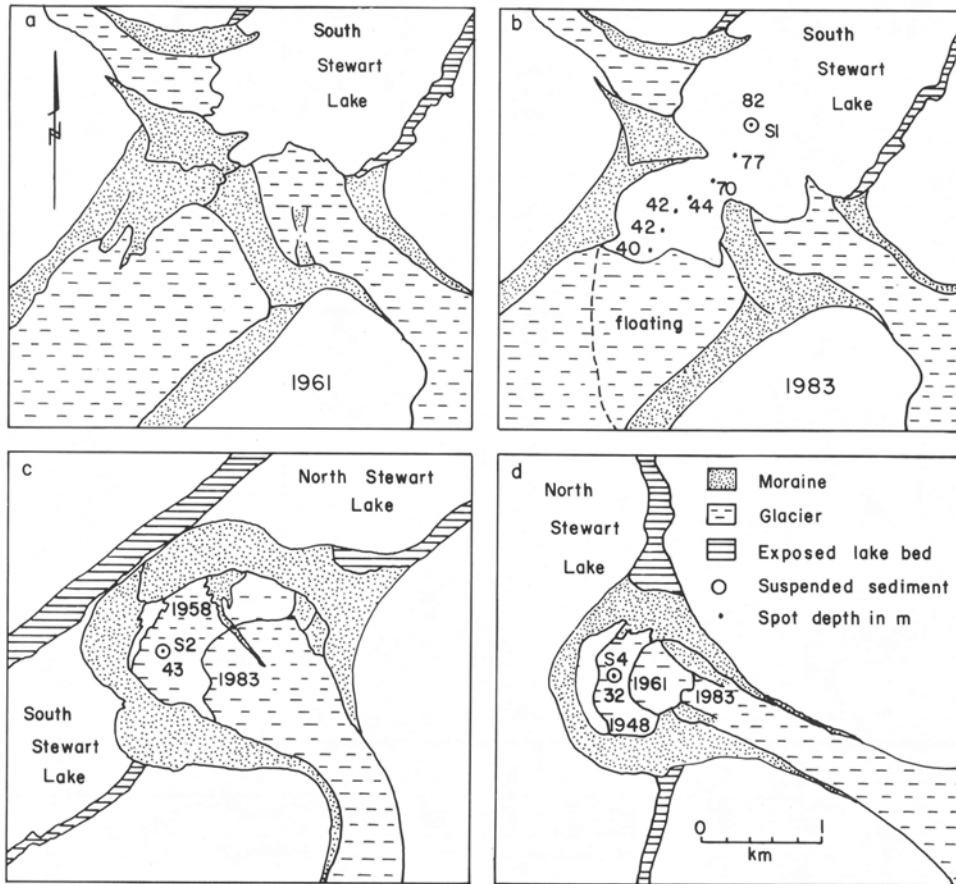 a
South
Stewart
Lake
N
1961
b
South
Stewart
Lake
82
S1
77
70
42
44
42
40
floating
1983
c
North Stewart
Lake
1958
S2
43
1983
South
Stewart
Lake
d
North
Stewart
Lake
Moraine
Glacier
Exposed lake bed
Suspended sediment
Spot depth in m
S4
32
1961
1983
1948
0 1
km